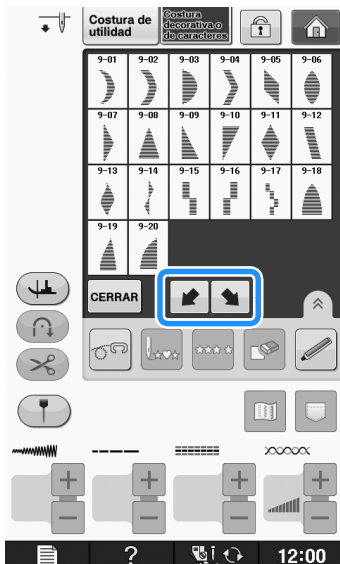 Costura de
utilidad
Costura
decorativa o
de caracteres
9-01 9-02 9-03 9-04 9-05 9-06
9-07 9-08 9-09 9-10 9-11 9-12
9-13 9-14 9-15 9-16 9-17 9-18
9-19 9-20
CERRAR
? 12:00